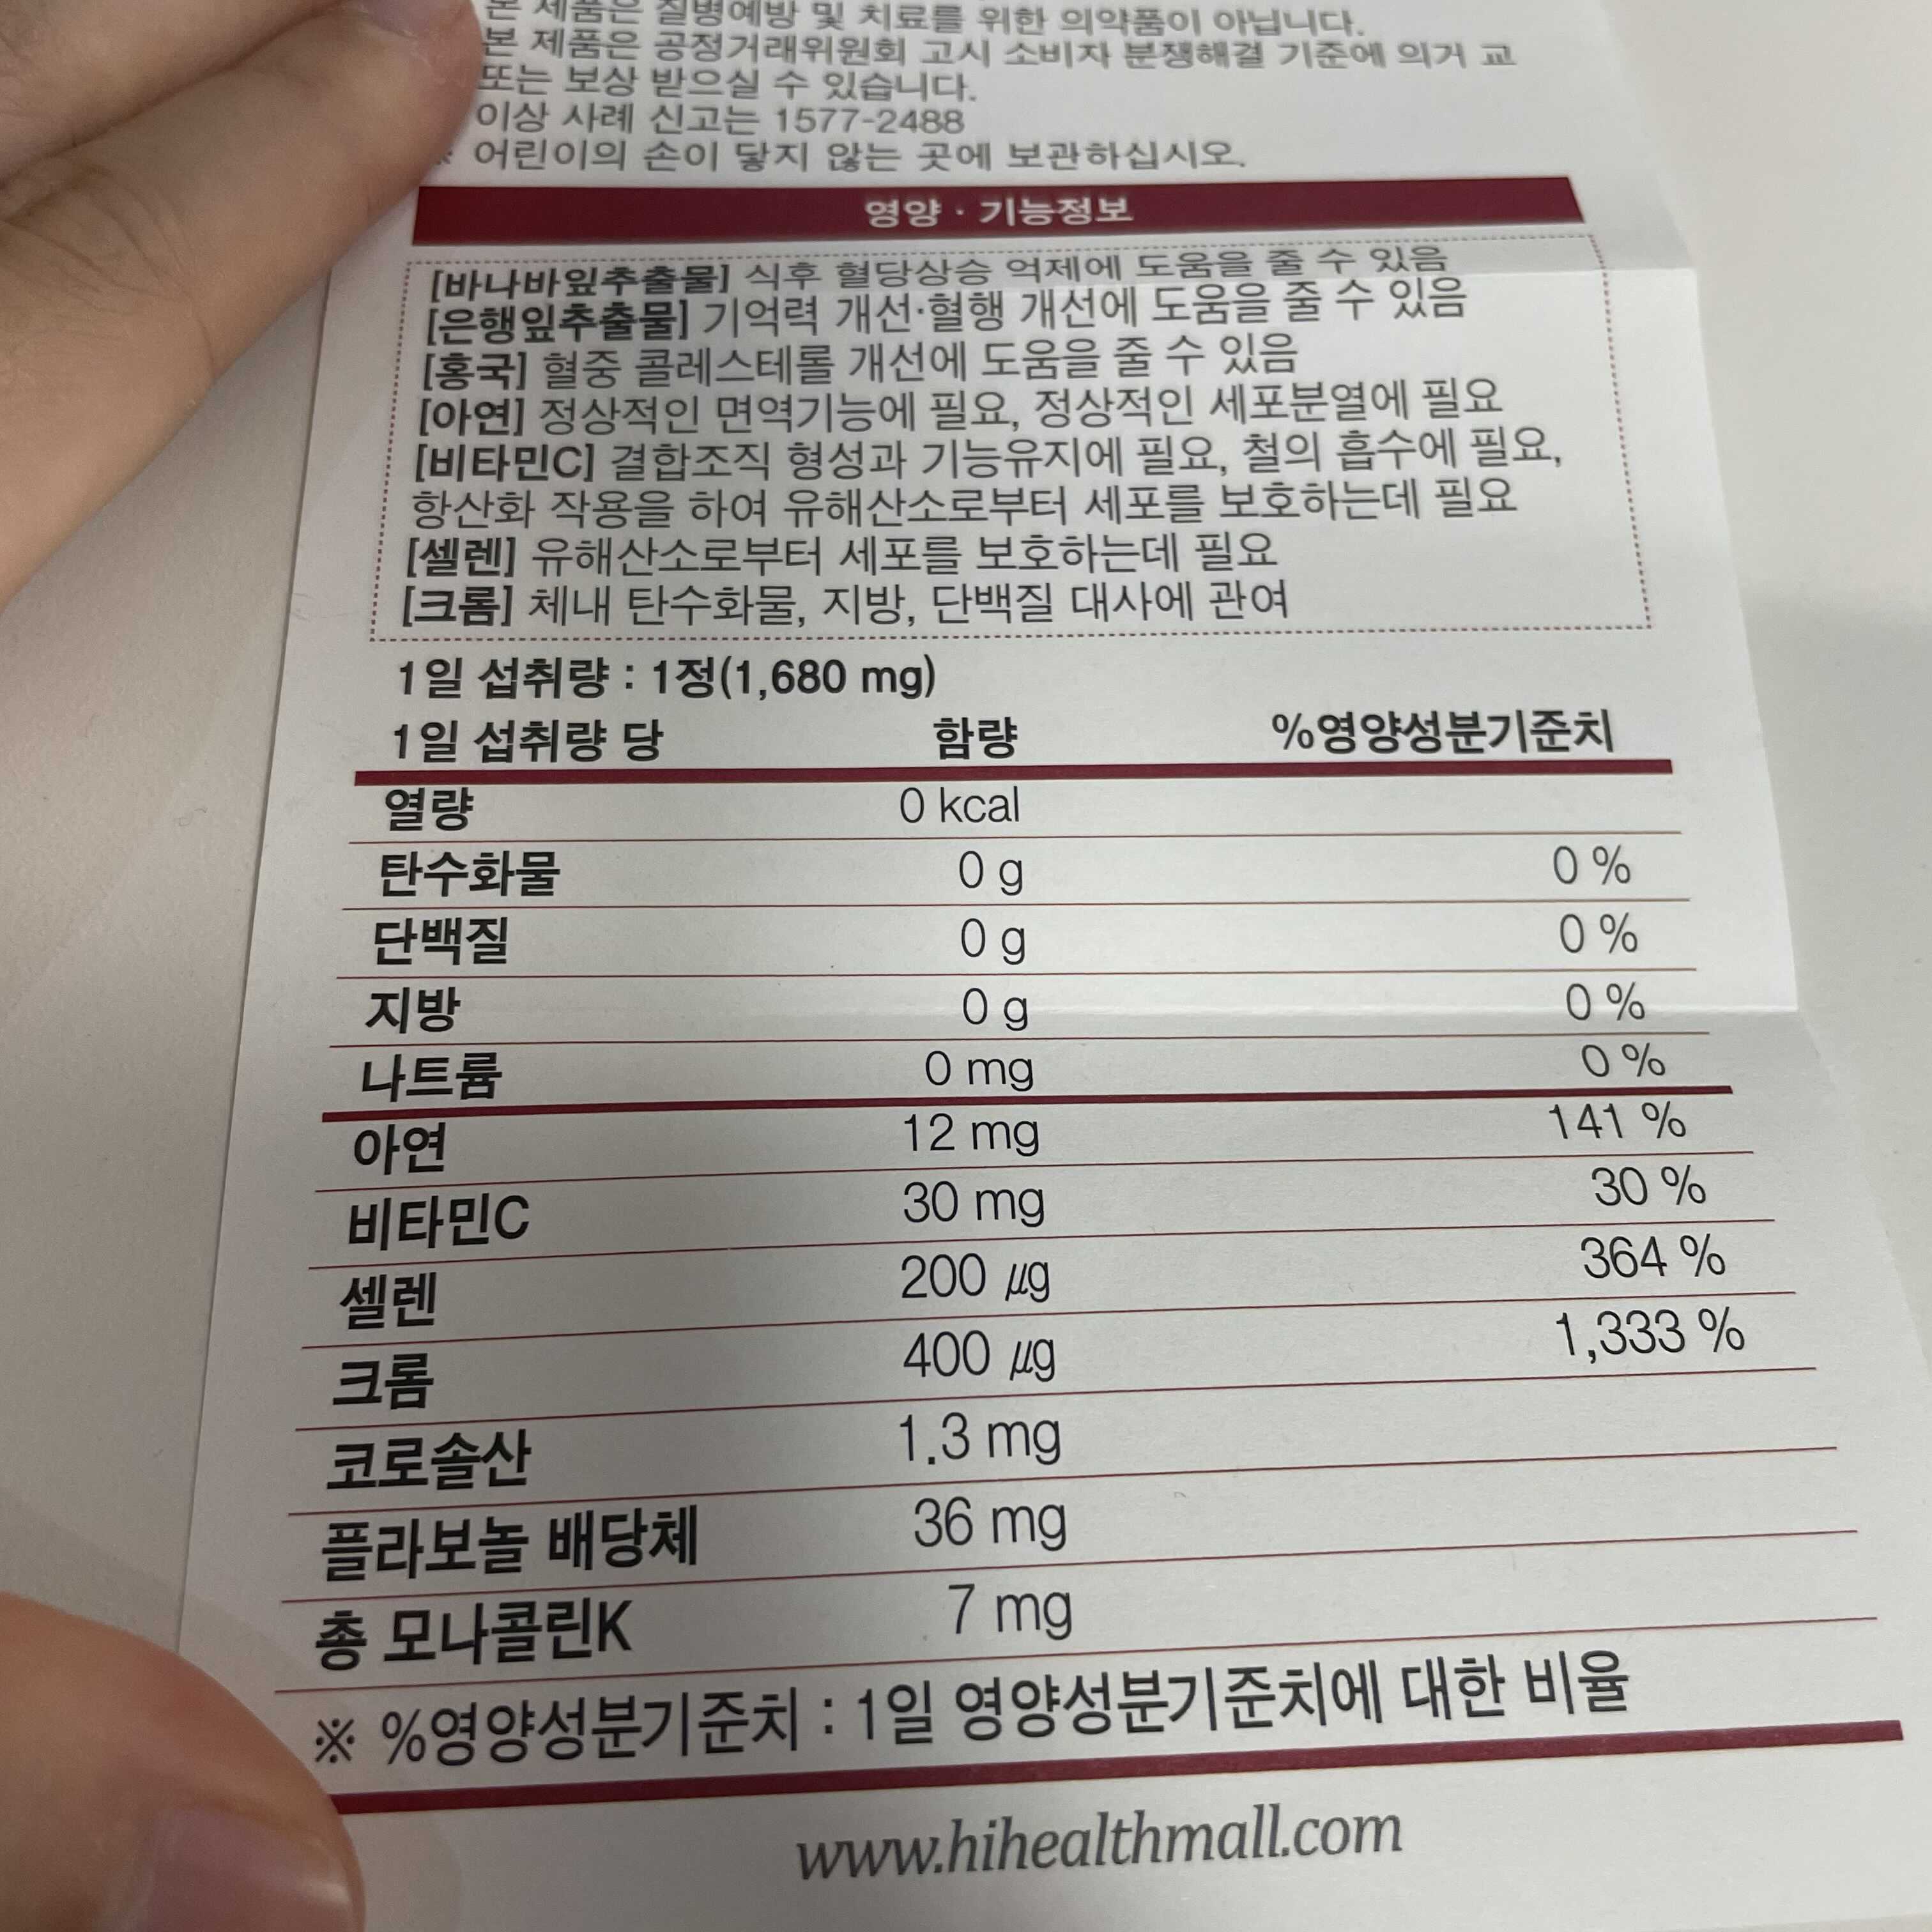 본 제품은 질병예방 및 치료를 위한 의약품이 아닙니다.
본 제품은 공정거래위원회 고시 소비자 분쟁해결 기준에 의거 교
또는 보상 받으실 수 있습니다.
이상 사례 신고는 1577-2488
※ 어린이의 손이 닿지 않는 곳에 보관하십시오.
영양 · 기능정보
[바나바잎추출물] 식후 혈당상승 억제에 도움을 줄 수 있음
[은행잎추출물] 기억력 개선·혈행 개선에 도움을 줄 수 있음
[홍국] 혈중 콜레스테롤 개선에 도움을 줄 수 있음
[아연] 정상적인 면역기능에 필요, 정상적인 세포분열에 필요
[비타민C] 결합조직 형성과 기능유지에 필요, 철의 흡수에 필요,
항산화 작용을 하여 유해산소로부터 세포를 보호하는데 필요
[셀렌] 유해산소로부터 세포를 보호하는데 필요
[크롬] 체내 탄수화물, 지방, 단백질 대사에 관여
1일 섭취량 : 1정(1,680 mg)
1일 섭취량 당 함량 %영양성분기준치
열량 0 kcal
탄수화물 0 g 0 %
단백질 0 g 0 %
지방 0 g 0 %
나트륨 0 mg 0 %
아연 12 mg 141 %
비타민C 30 mg 30 %
셀렌 200 μg 364 %
크롬 400 μg 1,333 %
코로솔산 1.3 mg
플라보놀 배당체 36 mg
총 모나콜린K 7 mg
※ %영양성분기준치 : 1일 영양성분기준치에 대한 비율
www.hihealthmall.com